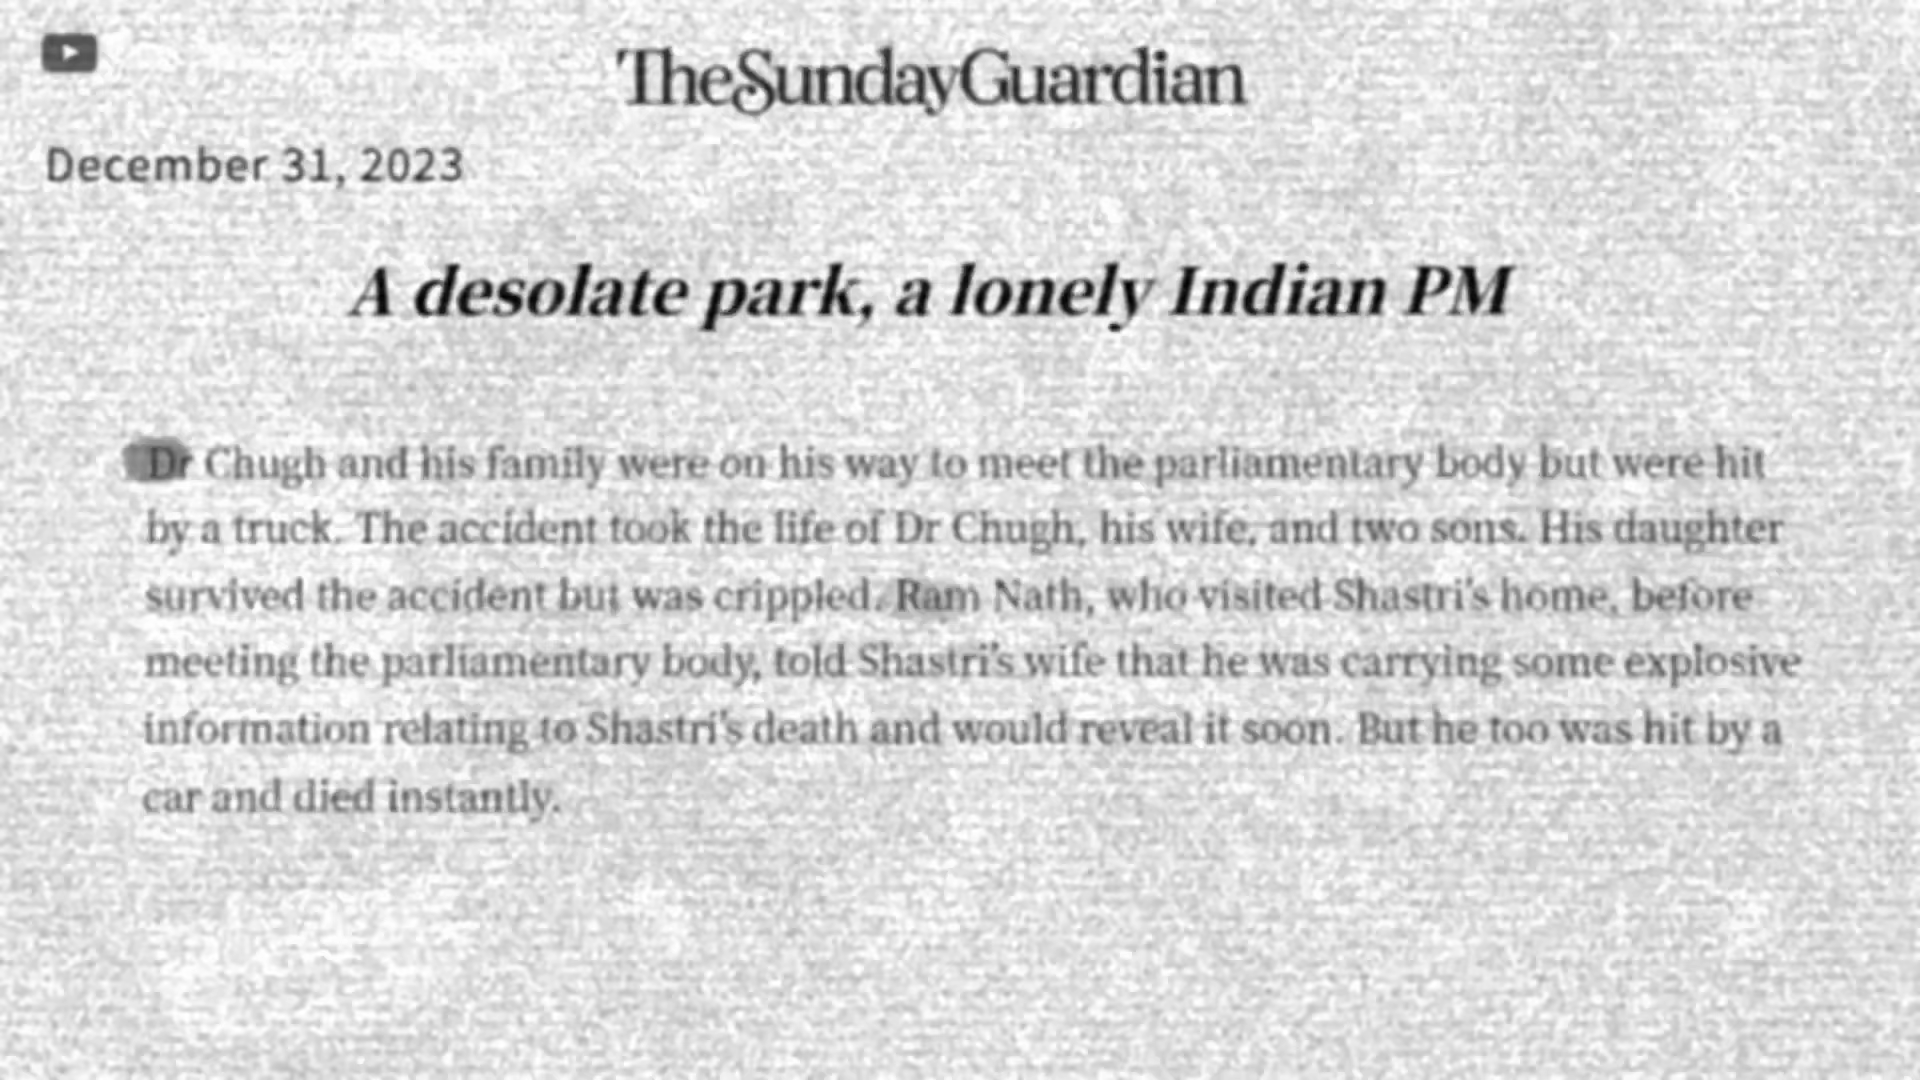 TheSundayGuardian
December 31, 2023
A desolate park, a lonely Indian PM
Dr Chugh and his family were on his way to meet the parliamentary body but were hit
by a truck. The accident took the life of Dr Chugh, his wife, and two sons. His daughter
survived the accident but was crippled. Ram Nath, who visited Shastri's home, before
meeting the parliamentary body, told Shastri's wife that he was carrying some explosive
information relating to Shastri's death and would reveal it soon. But he too was hit by a
car and died instantly.